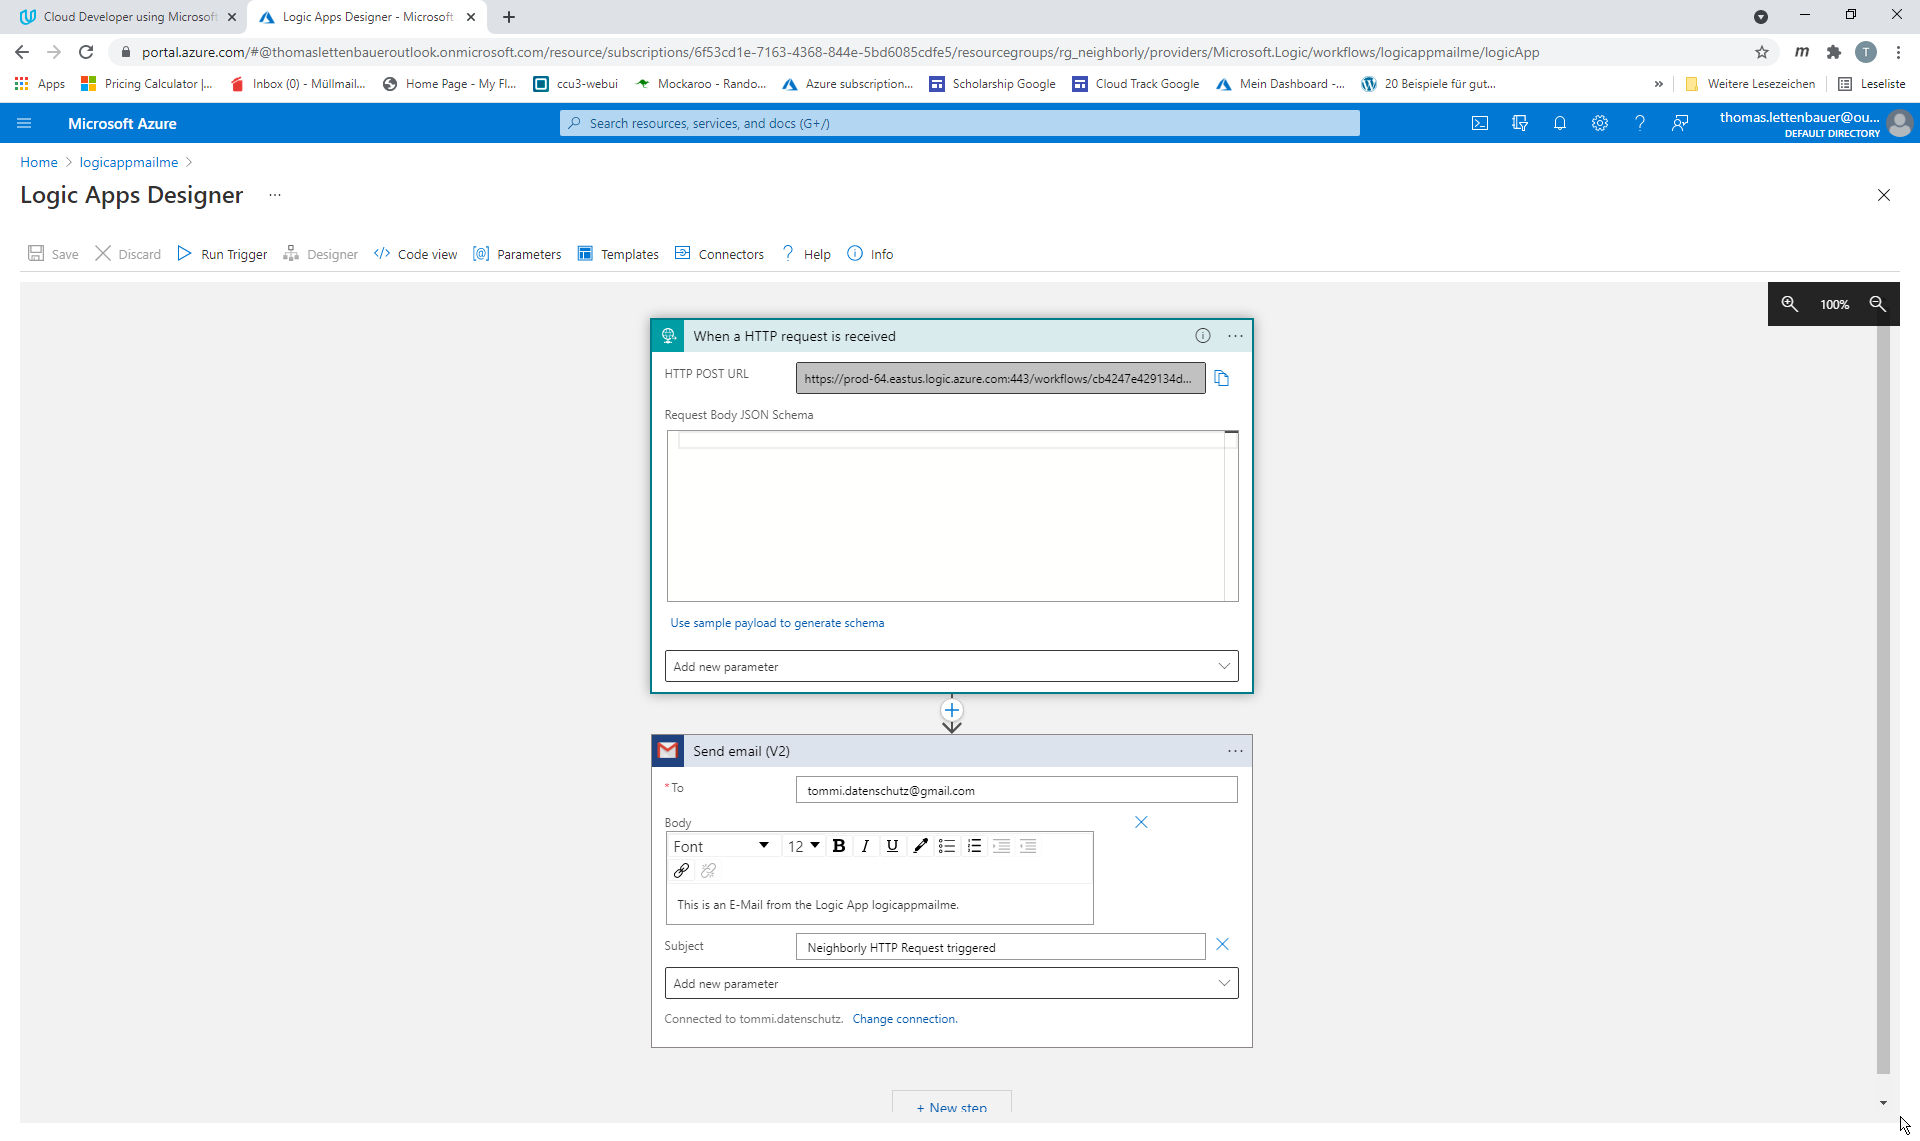 Cloud Developer using Microsoft
Logic Apps Designer - Microsoft
portal.azure.com/#@thomaslettenbaueroutlook.onmicrosoft.com/resource/subscriptions/6f53cd1e-7163-4368-844e-5bd6085cdfe5/resourcegroups/rg_neighborly/providers/Microsoft.Logic/workflows/logicappmailme/logicApp
m
T
Apps
Pricing Calculator |...
Inbox (0) - Müllmail...
Home Page - My Fl...
ccu3-webui
Mockaroo - Rando...
Azure subscription...
Scholarship Google
Cloud Track Google
Mein Dashboard -...
20 Beispiele für gut...
»
Weitere Lesezeichen
Leseliste
Microsoft Azure
Search resources, services, and docs (G+/)
thomas.lettenbauer@ou...
DEFAULT DIRECTORY
Home > logicappmailme >
Logic Apps Designer ...
Save
Discard
Run Trigger
Designer
Code view
Parameters
Templates
Connectors
Help
Info
100%
When a HTTP request is received
HTTP POST URL
https://prod-64.eastus.logic.azure.com:443/workflows/cb4247e429134d...
Request Body JSON Schema
Use sample payload to generate schema
Add new parameter
Send email (V2)
*To
tommi.datenschutz@gmail.com
Body
Font
12
B
I
U
This is an E-Mail from the Logic App logicappmailme.
Subject
Neighborly HTTP Request triggered
Add new parameter
Connected to tommi.datenschutz. Change connection.
+ New step